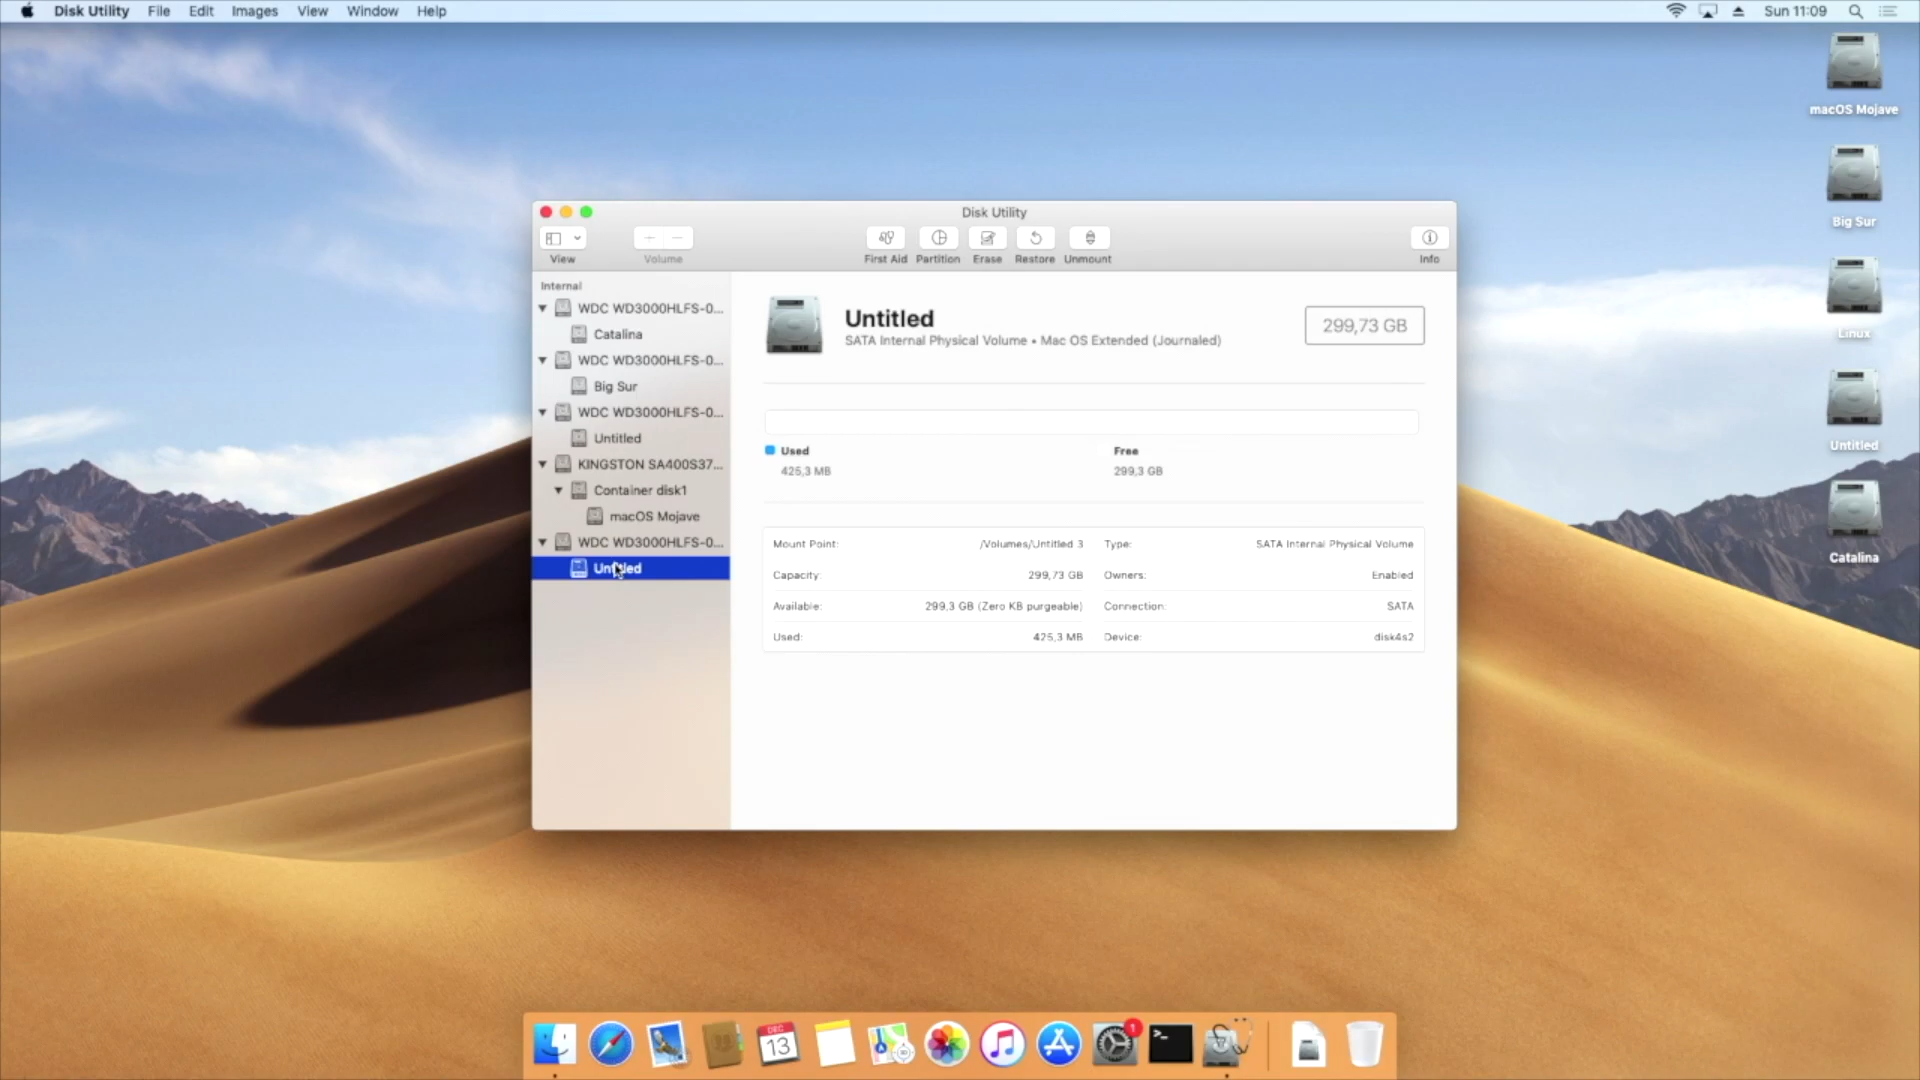 Disk Utility File Edit Images View Window Help
Sun 11:09
macOS Mojave
Big Sur
Linux
Untitled
Catalina
Disk Utility
View
Volume
First Aid
Partition
Erase
Restore
Unmount
Info
Internal
WDC WD3000HLFS-0...
Catalina
WDC WD3000HLFS-0...
Big Sur
WDC WD3000HLFS-0...
Untitled
KINGSTON SA400S37...
Container disk1
macOS Mojave
WDC WD3000HLFS-0...
Untitled
Untitled
SATA Internal Physical Volume • Mac OS Extended (Journaled)
299,73 GB
Used
425,3 MB
Free
299,3 GB
Mount Point: /Volumes/Untitled 3
Type: SATA Internal Physical Volume
Capacity: 299,73 GB
Owners: Enabled
Available: 299,3 GB (Zero KB purgeable)
Connection: SATA
Used: 425,3 MB
Device: disk4s2
DEC
13
1